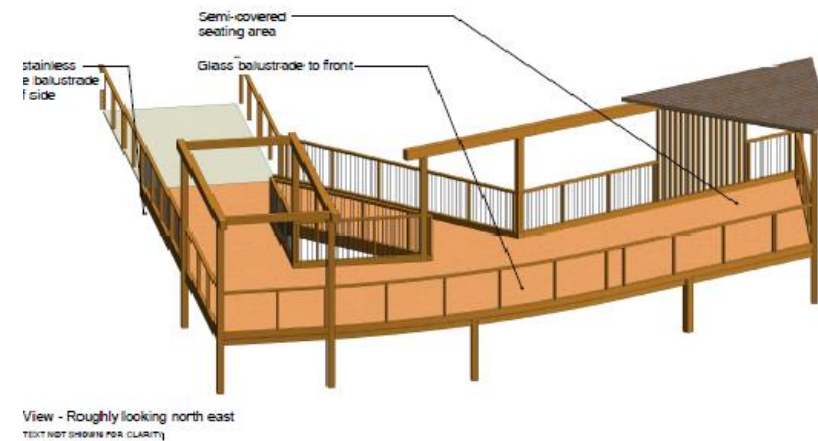 Semi-covered
seating area
stainless
e balustrade
f side
Glass balustrade to front
View - Roughly looking north east
TEXT NOT SHOWN FOR CLARITY